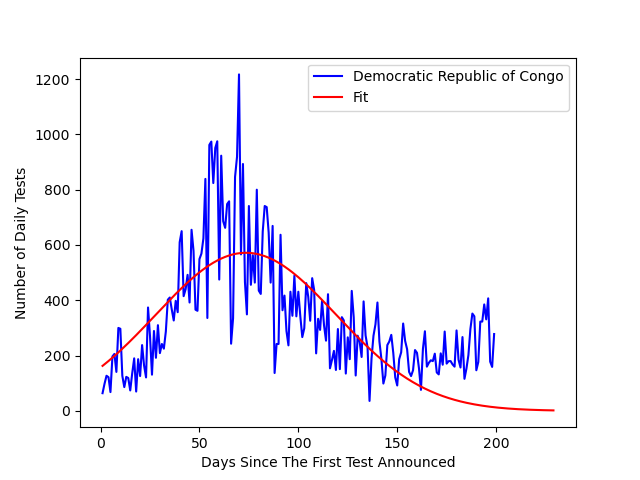 Democratic Republic of Congo
Fit
1200
1000
800
600
400
200
0
Number of Daily Tests
0 50 100 150 200
Days Since The First Test Announced